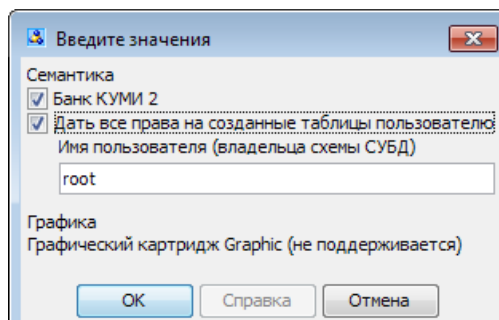 Введите значения
Семантика
Банк КУМИ 2
Дать все права на созданные таблицы пользователю
Имя пользователя (владельца схемы СУБД)
root
Графика
Графический картридж Graphic (не поддерживается)
ОК
Справка
Отмена